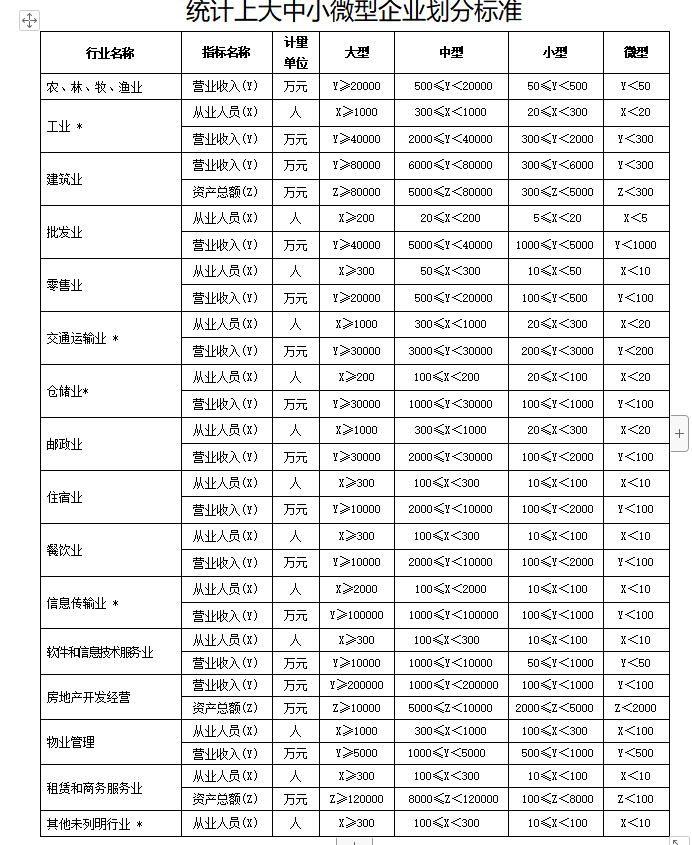 统计上大中小微型企业划分标准
行业名称 指标名称 计量单位 大型 中型 小型 微型
农、林、牧、渔业 营业收入(Y) 万元 Y≥20000 500≤Y＜20000 50≤Y＜500 Y＜50
工业 * 从业人员(X) 人 X≥1000 300≤X＜1000 20≤X＜300 X＜20
营业收入(Y) 万元 Y≥40000 2000≤Y＜40000 300≤Y＜2000 Y＜300
建筑业 营业收入(Y) 万元 Y≥80000 6000≤Y＜80000 300≤Y＜6000 Y＜300
资产总额(Z) 万元 Z≥80000 5000≤Z＜80000 300≤Z＜5000 Z＜300
批发业 从业人员(X) 人 X≥200 20≤X＜200 5≤X＜20 X＜5
营业收入(Y) 万元 Y≥40000 5000≤Y＜40000 1000≤Y＜5000 Y＜1000
零售业 从业人员(X) 人 X≥300 50≤X＜300 10≤X＜50 X＜10
营业收入(Y) 万元 Y≥20000 500≤Y＜20000 100≤Y＜500 Y＜100
交通运输业 * 从业人员(X) 人 X≥1000 300≤X＜1000 20≤X＜300 X＜20
营业收入(Y) 万元 Y≥30000 3000≤Y＜30000 200≤Y＜3000 Y＜200
仓储业* 从业人员(X) 人 X≥200 100≤X＜200 20≤X＜100 X＜20
营业收入(Y) 万元 Y≥30000 1000≤Y＜30000 100≤Y＜1000 Y＜100
邮政业 从业人员(X) 人 X≥1000 300≤X＜1000 20≤X＜300 X＜20
营业收入(Y) 万元 Y≥30000 2000≤Y＜30000 100≤Y＜2000 Y＜100
住宿业 从业人员(X) 人 X≥300 100≤X＜300 10≤X＜100 X＜10
营业收入(Y) 万元 Y≥10000 2000≤Y＜10000 100≤Y＜2000 Y＜100
餐饮业 从业人员(X) 人 X≥300 100≤X＜300 10≤X＜100 X＜10
营业收入(Y) 万元 Y≥10000 2000≤Y＜10000 100≤Y＜2000 Y＜100
信息传输业 * 从业人员(X) 人 X≥2000 100≤X＜2000 10≤X＜100 X＜10
营业收入(Y) 万元 Y≥100000 1000≤Y＜100000 100≤Y＜1000 Y＜100
软件和信息技术服务业 从业人员(X) 人 X≥300 100≤X＜300 10≤X＜100 X＜10
营业收入(Y) 万元 Y≥10000 1000≤Y＜10000 50≤Y＜1000 Y＜50
房地产开发经营 营业收入(Y) 万元 Y≥200000 1000≤Y＜200000 100≤Y＜1000 Y＜100
资产总额(Z) 万元 Z≥10000 5000≤Z＜10000 2000≤Z＜5000 Z＜2000
物业管理 从业人员(X) 人 X≥1000 300≤X＜1000 100≤X＜300 X＜100
营业收入(Y) 万元 Y≥5000 1000≤Y＜5000 500≤Y＜1000 Y＜500
租赁和商务服务业 从业人员(X) 人 X≥300 100≤X＜300 10≤X＜100 X＜10
资产总额(Z) 万元 Z≥120000 8000≤Z＜120000 100≤Z＜8000 Z＜100
其他未列明行业 * 从业人员(X) 人 X≥300 100≤X＜300 10≤X＜100 X＜10